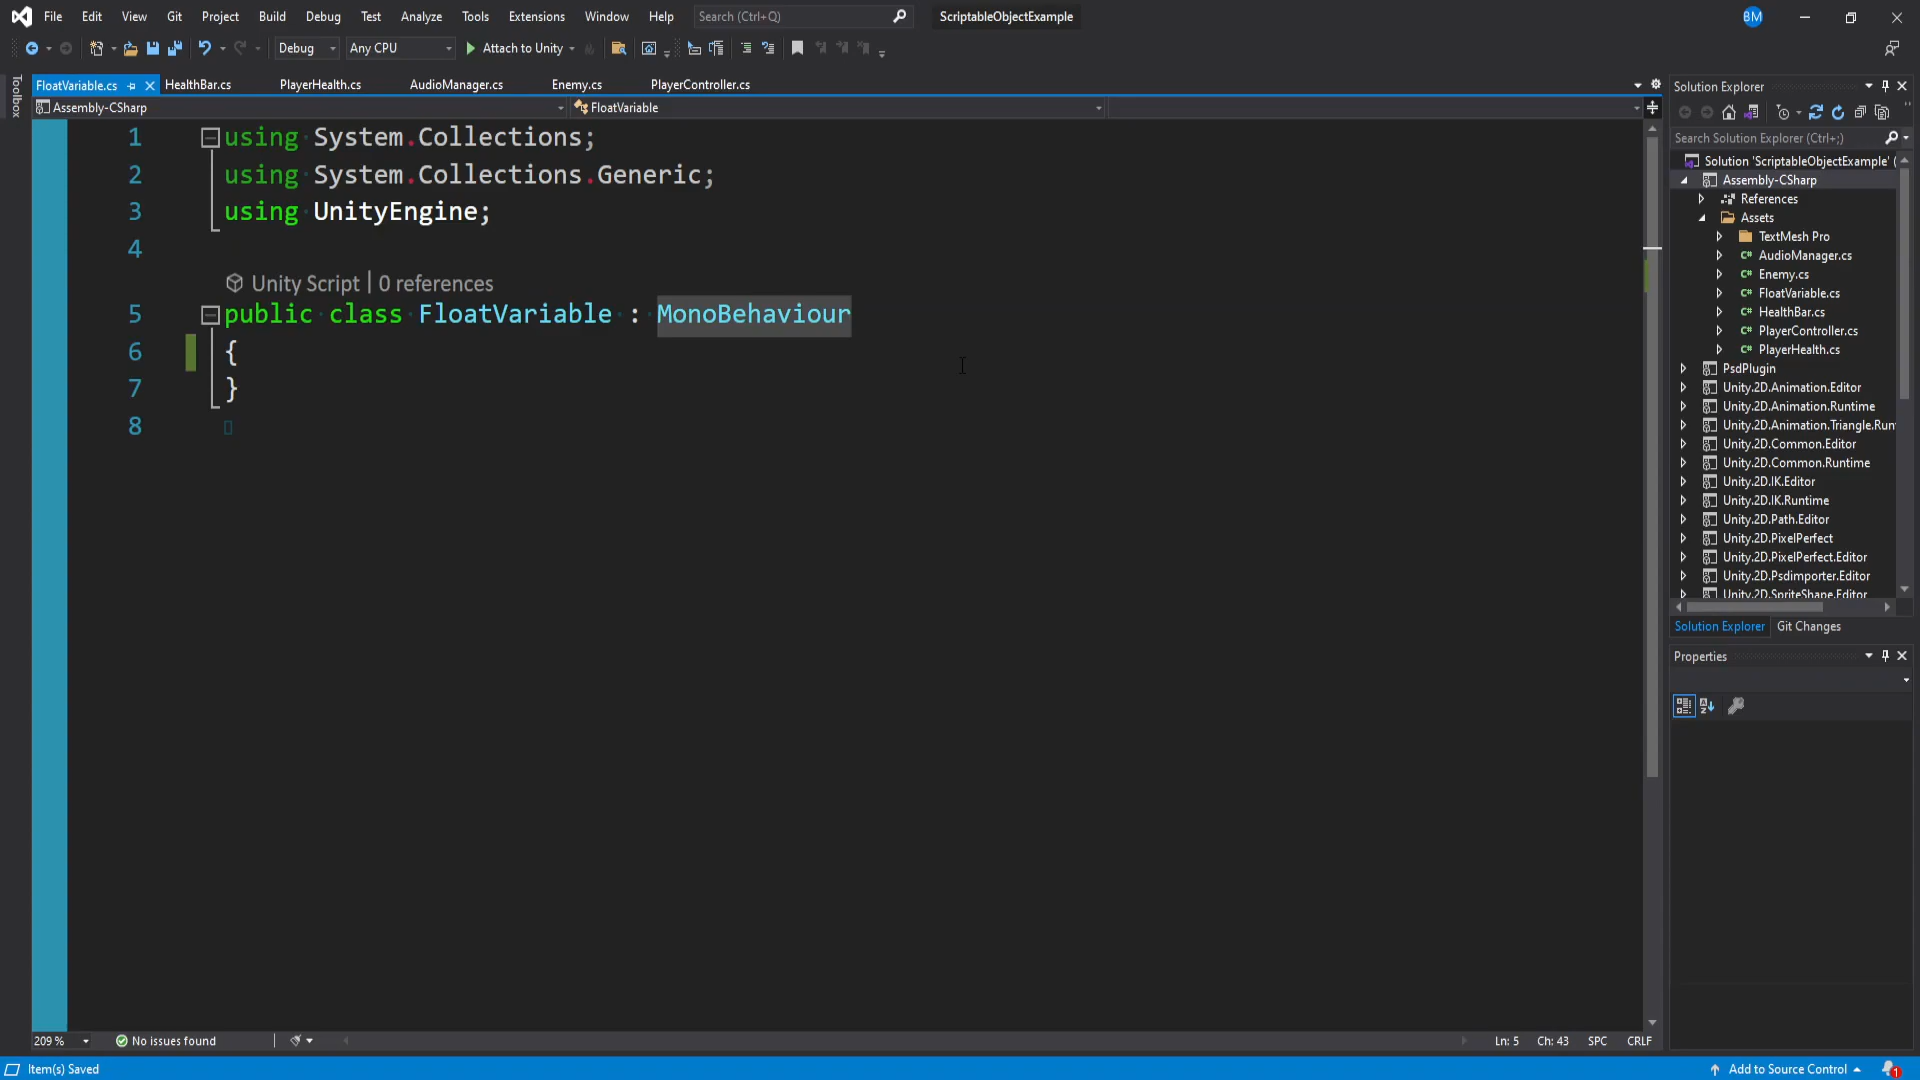 File Edit View Git Project Build Debug Test Analyze Tools Extensions Window Help Search (Ctrl+Q) ScriptableObjectExample BM
Debug Any CPU Attach to Unity
Toolbox
FloatVariable.cs HealthBar.cs PlayerHealth.cs AudioManager.cs Enemy.cs PlayerController.cs
Assembly-CSharp FloatVariable
1 using System.Collections;
2 using System.Collections.Generic;
3 using UnityEngine;
4
Unity Script | 0 references
5 public class FloatVariable : MonoBehaviour
6 {
7 }
8
209 % No issues found Ln: 5 Ch: 43 SPC CRLF
Solution Explorer
Search Solution Explorer (Ctrl+;)
Solution 'ScriptableObjectExample' (
Assembly-CSharp
References
Assets
TextMesh Pro
C# AudioManager.cs
C# Enemy.cs
C# FloatVariable.cs
C# HealthBar.cs
C# PlayerController.cs
C# PlayerHealth.cs
PsdPlugin
Unity.2D.Animation.Editor
Unity.2D.Animation.Runtime
Unity.2D.Animation.Triangle.Run
Unity.2D.Common.Editor
Unity.2D.Common.Runtime
Unity.2D.IK.Editor
Unity.2D.IK.Runtime
Unity.2D.Path.Editor
Unity.2D.PixelPerfect
Unity.2D.PixelPerfect.Editor
Unity.2D.Psdimporter.Editor
Unity.2D.SpriteShape.Editor
Solution Explorer Git Changes
Properties
Item(s) Saved Add to Source Control 1